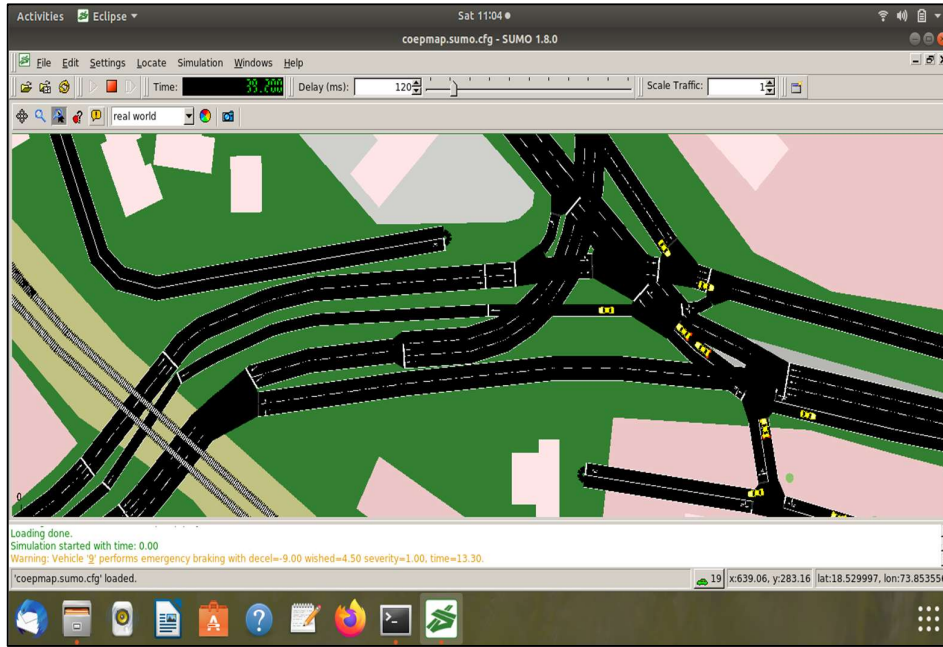 Activities Eclipse Sat 11:04
coepmap.sumo.cfg - SUMO 1.8.0
File Edit Settings Locate Simulation Windows Help
Time: 39.200 Delay (ms): 120 Scale Traffic: 1
real world
0
Loading done.
Simulation started with time: 0.00
Warning: Vehicle '9' performs emergency braking with decel=-9.00 wished=4.50 severity=1.00, time=13.30.
'coepmap.sumo.cfg' loaded. 19 x:639.06, y:283.16 lat:18.529997, lon:73.853556